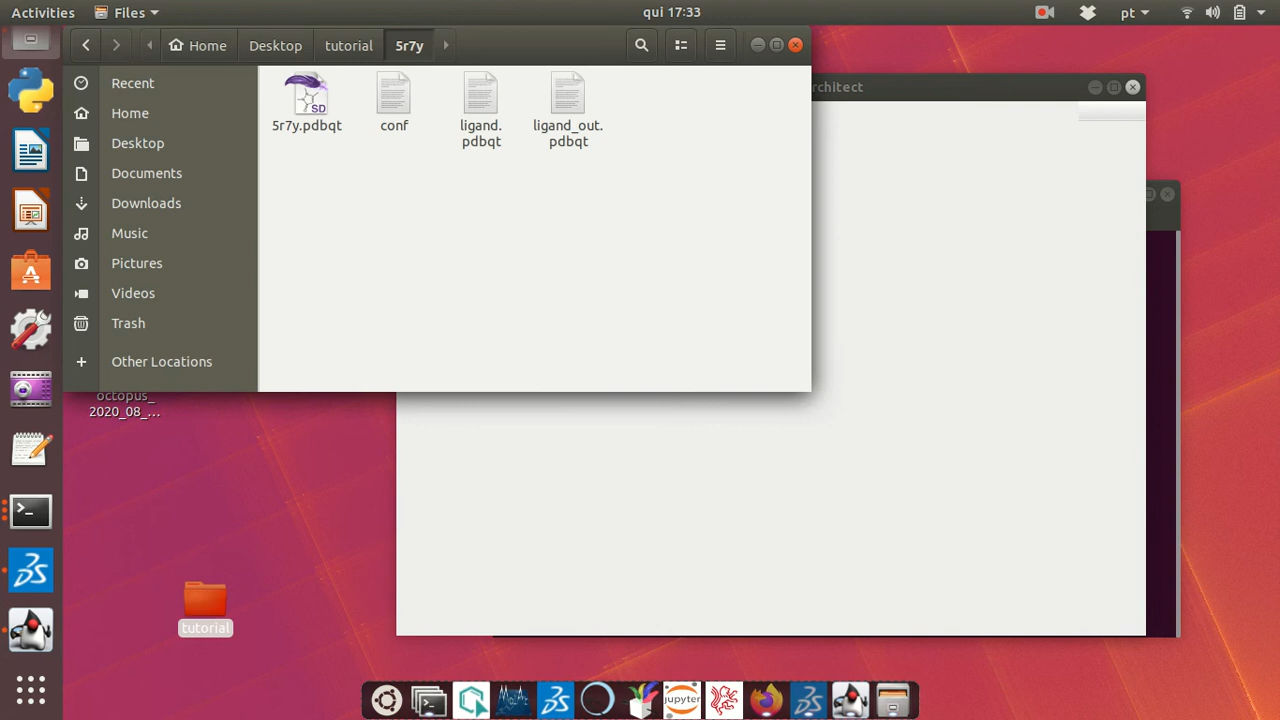 Activities
Files
qui 17:33
pt
Home
Desktop
tutorial
5r7y
rchitect
Recent
Home
Desktop
Documents
Downloads
Music
Pictures
Videos
Trash
Other Locations
SD
5r7y.pdbqt
conf
ligand.
pdbqt
ligand_out.
pdbqt
octopus_
2020_08_...
tutorial
jupyter